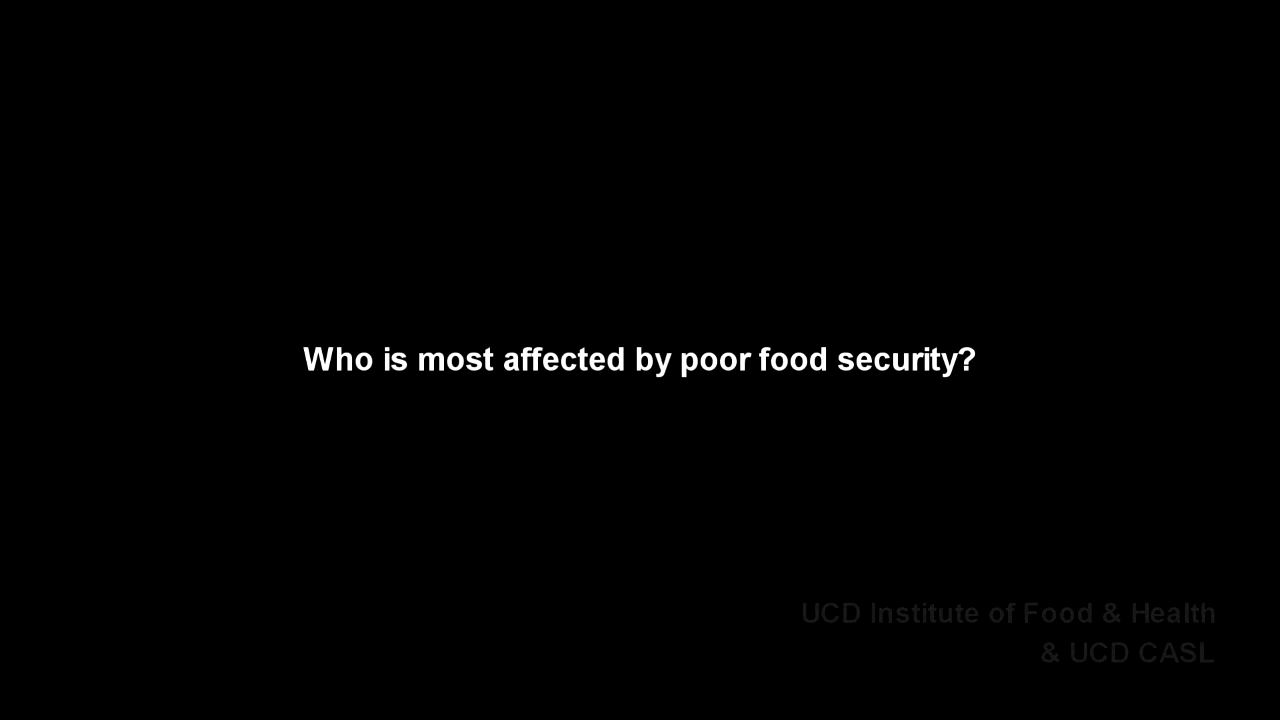 Who is most affected by poor food security?
UCD Institute of Food & Health
& UCD CASL